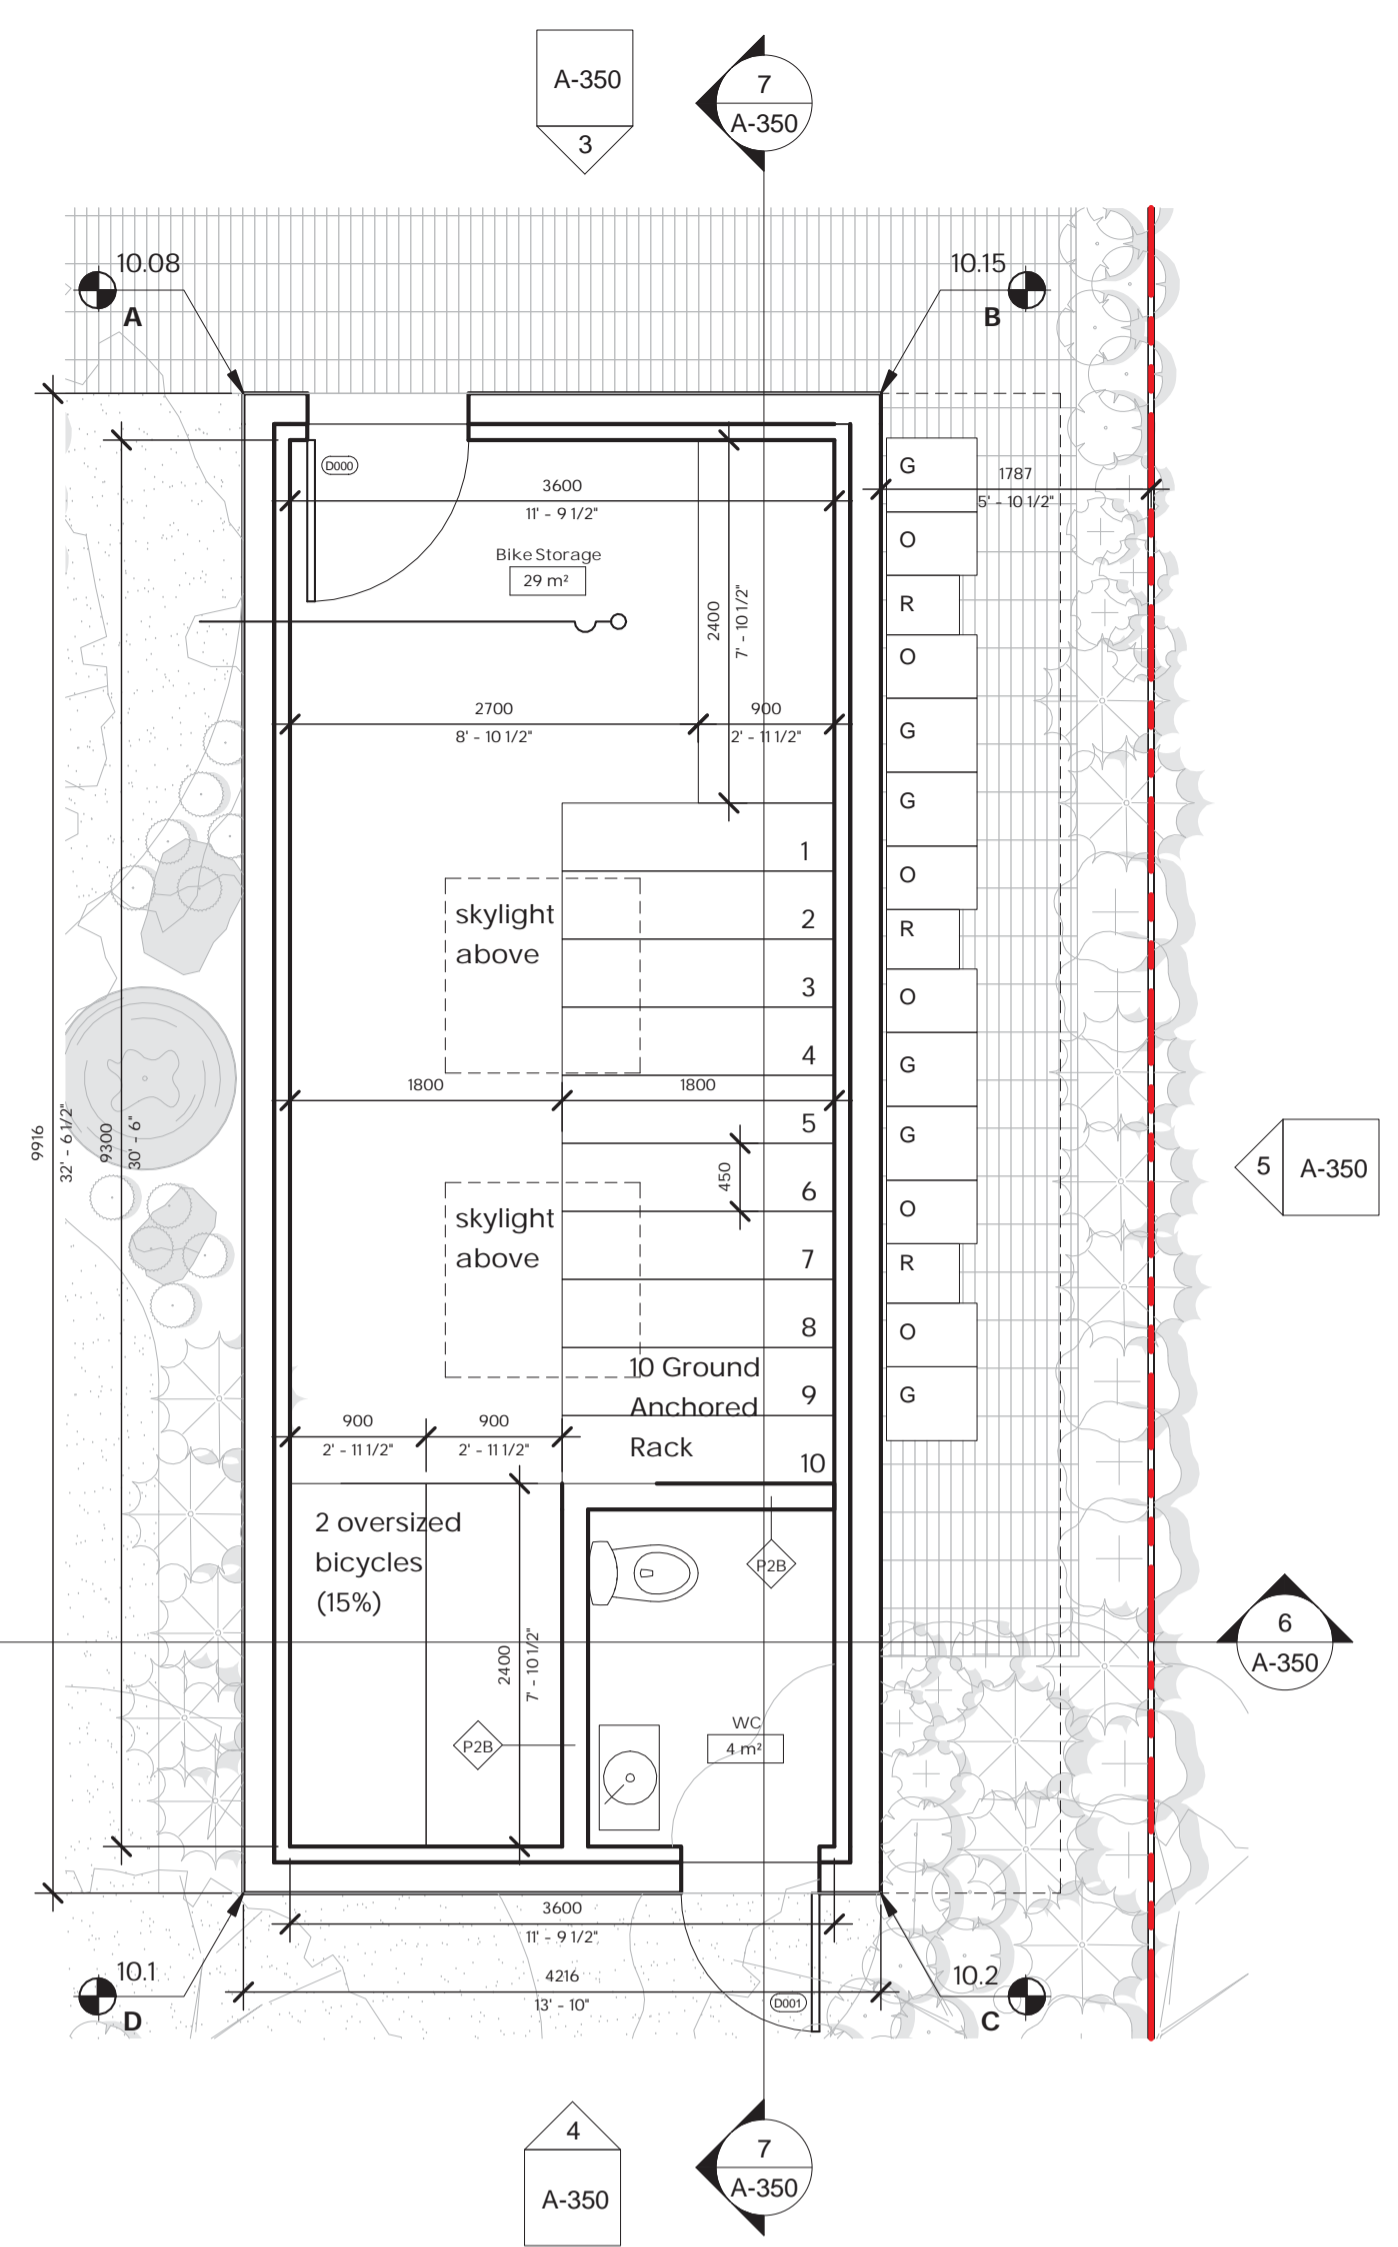 A-350
3
7
A-350
10.08
A
10.15
B
D000
3600
11' - 9 1/2"
Bike Storage
29 m²
2400
7' - 10 1/2"
2700
8' - 10 1/2"
900
2' - 11 1/2"
G
1787
5' - 10 1/2"
O
R
O
G
G
O
R
O
G
G
O
R
O
G
1
2
3
4
5
6
7
8
9
10
skylight
above
1800
1800
450
skylight
above
10 Ground
Anchored
Rack
9916
32' - 6 1/2"
9300
30' - 6"
5
A-350
900
2' - 11 1/2"
900
2' - 11 1/2"
2 oversized
bicycles
(15%)
P2B
2400
7' - 10 1/2"
P2B
WC
4 m²
6
A-350
3600
11' - 9 1/2"
4216
13' - 10"
D001
10.1
D
10.2
C
4
A-350
7
A-350